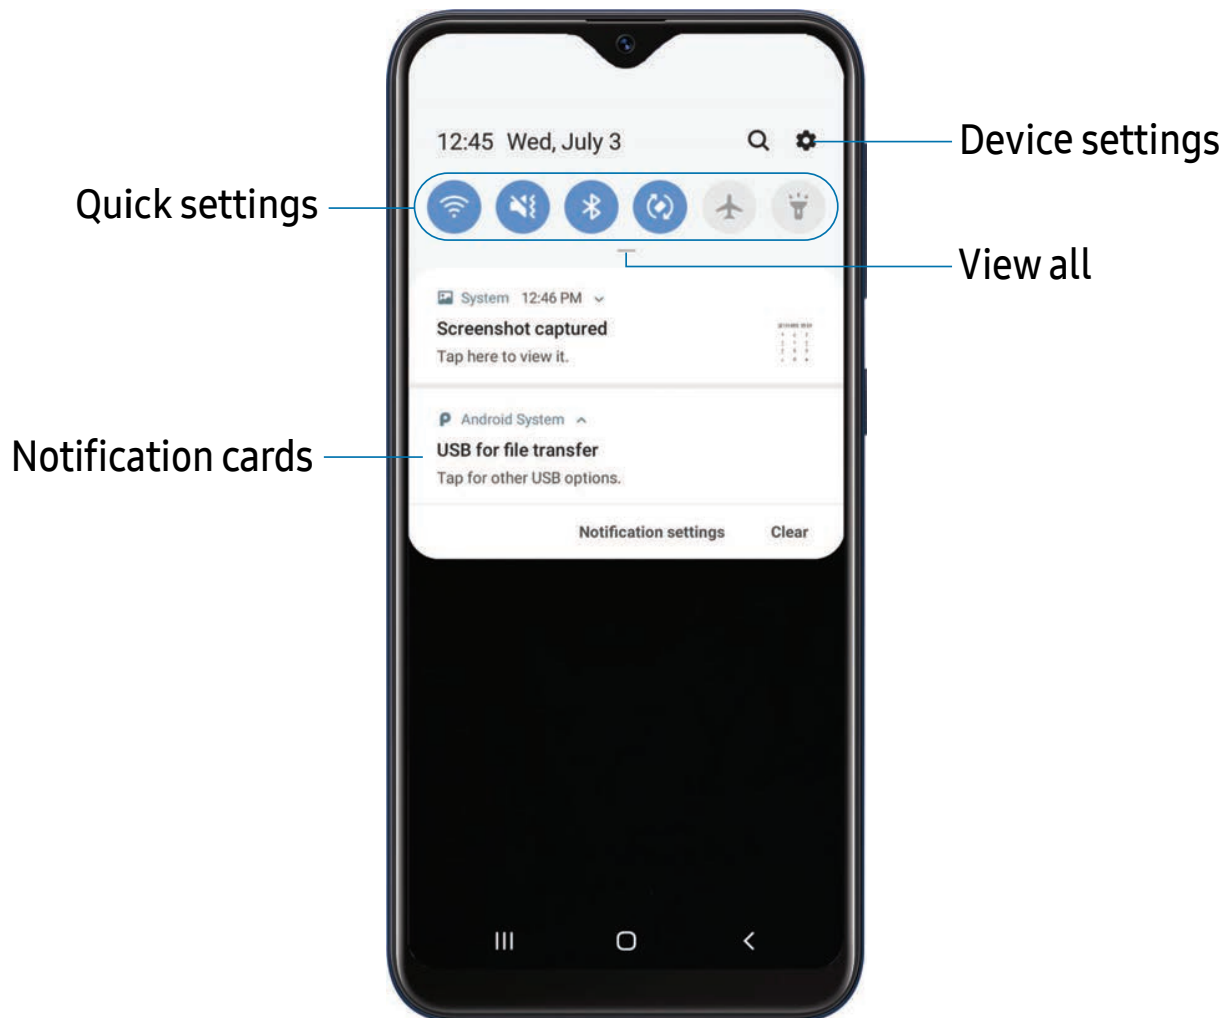 12:45 Wed, July 3
Device settings
Quick settings
View all
System 12:46 PM
Screenshot captured
Tap here to view it.
Android System
Notification cards
USB for file transfer
Tap for other USB options.
Notification settings Clear